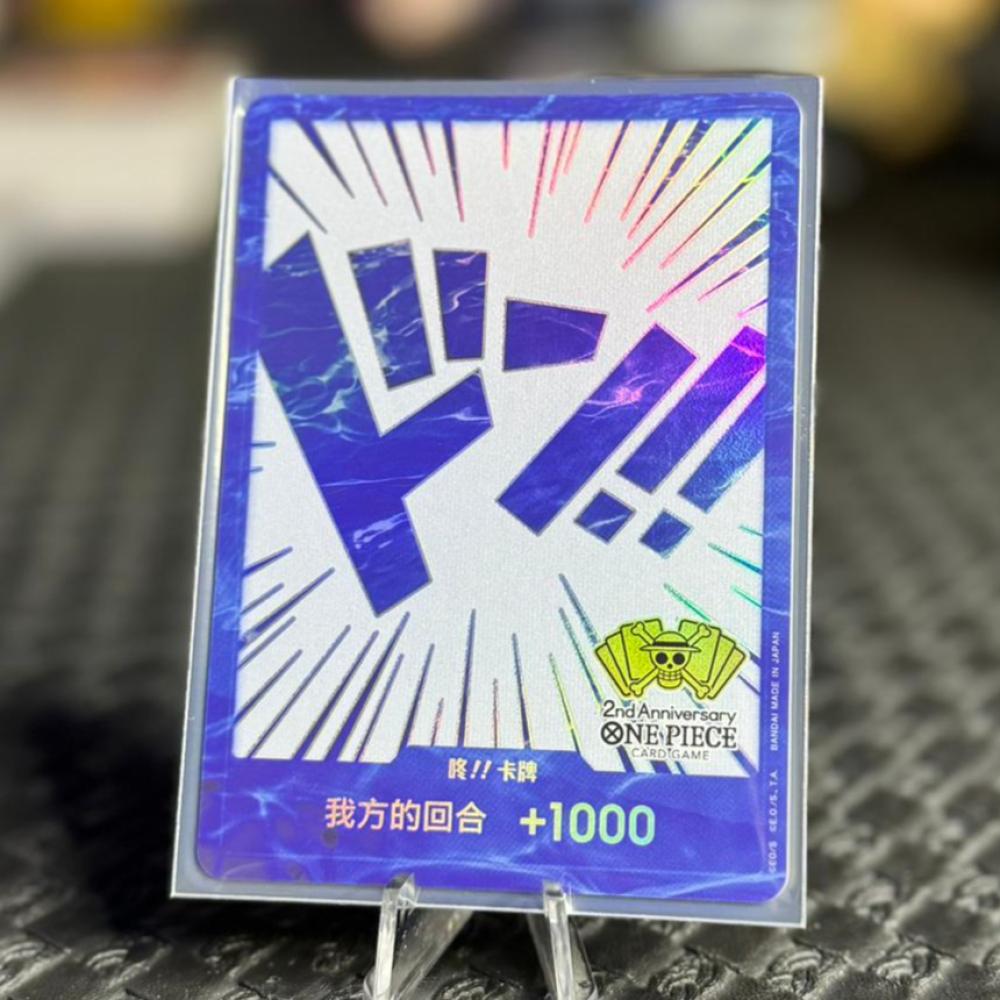 ドン!!
2nd Anniversary
ONE PIECE
CARD GAME
咚!! 卡牌
我方的回合 +1000
©E.O/S ©E.O./S.,T.A. BANDAI MADE IN JAPAN